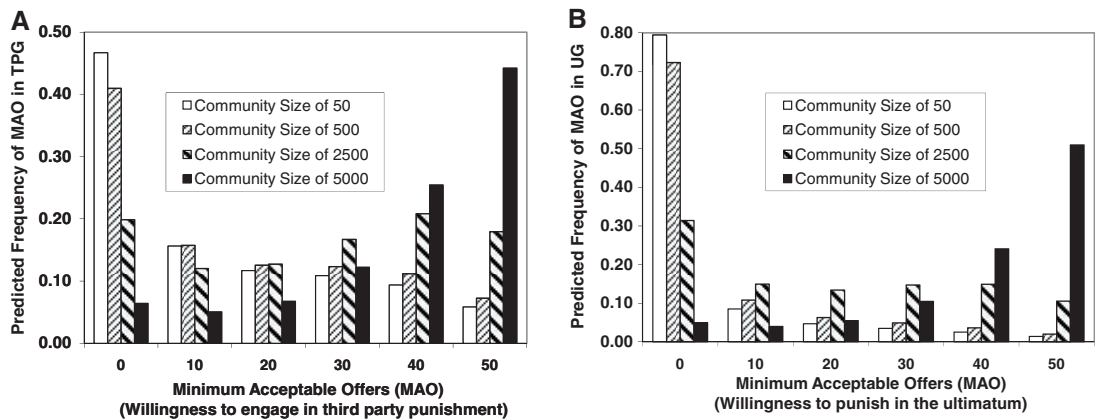 A
Predicted Frequency of MAO in TPG
0.50
0.40
0.30
0.20
0.10
0.00
Community Size of 50
Community Size of 500
Community Size of 2500
Community Size of 5000
0 10 20 30 40 50
Minimum Acceptable Offers (MAO)
(Willingness to engage in third party punishment)
B
Predicted Frequency of MAO in UG
0.80
0.70
0.60
0.50
0.40
0.30
0.20
0.10
0.00
Community Size of 50
Community Size of 500
Community Size of 2500
Community Size of 5000
0 10 20 30 40 50
Minimum Acceptable Offers (MAO)
(Willingness to punish in the ultimatum)